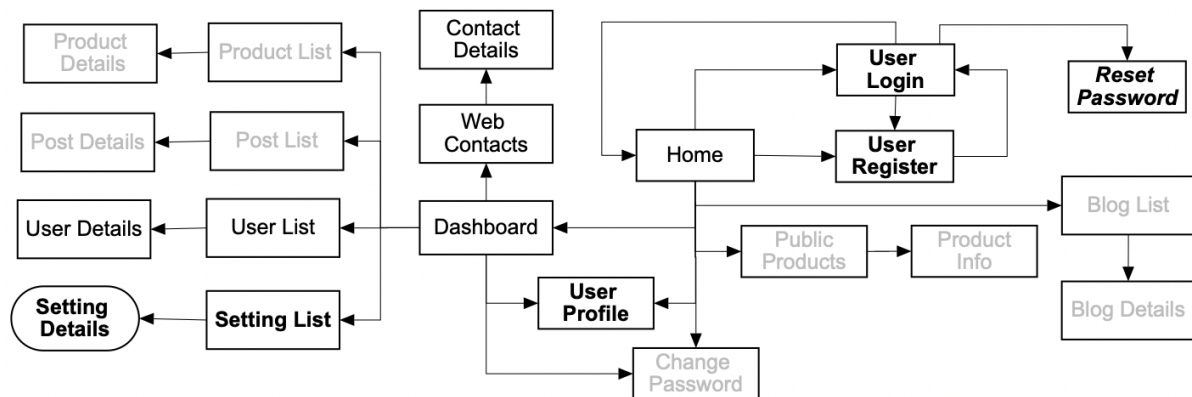 Product
Details
Product List
Contact
Details
User
Login
Reset
Password
Post Details
Post List
Web
Contacts
Home
User
Register
User Details
User List
Dashboard
Blog List
Public
Products
Product
Info
Setting
Details
Setting List
User
Profile
Blog Details
Change
Password